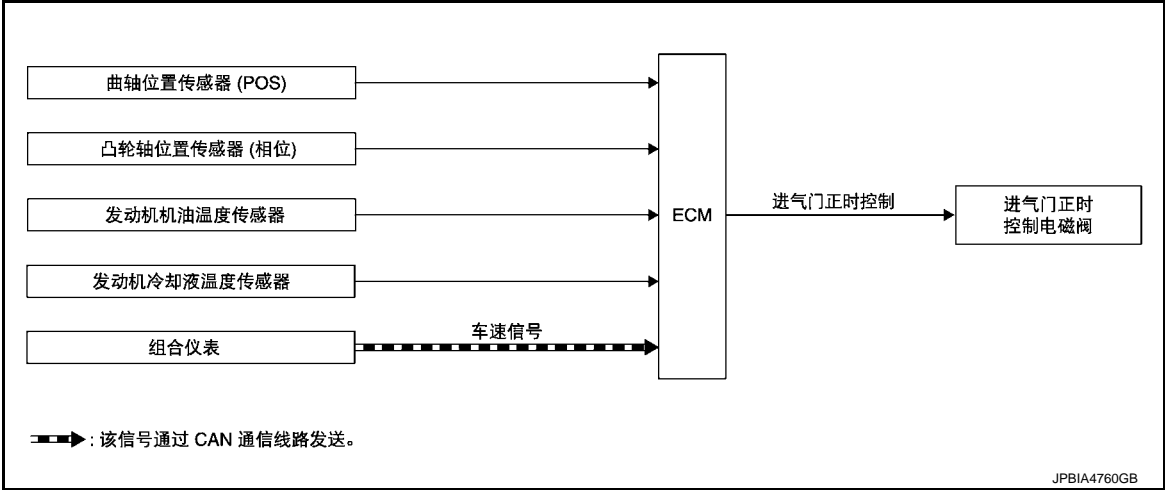 曲轴位置传感器 (POS)
凸轮轴位置传感器 (相位)
发动机机油温度传感器
发动机冷却液温度传感器
组合仪表
车速信号
ECM
进气门正时控制
进气门正时
控制电磁阀
: 该信号通过 CAN 通信线路发送。
JPBIA4760GB